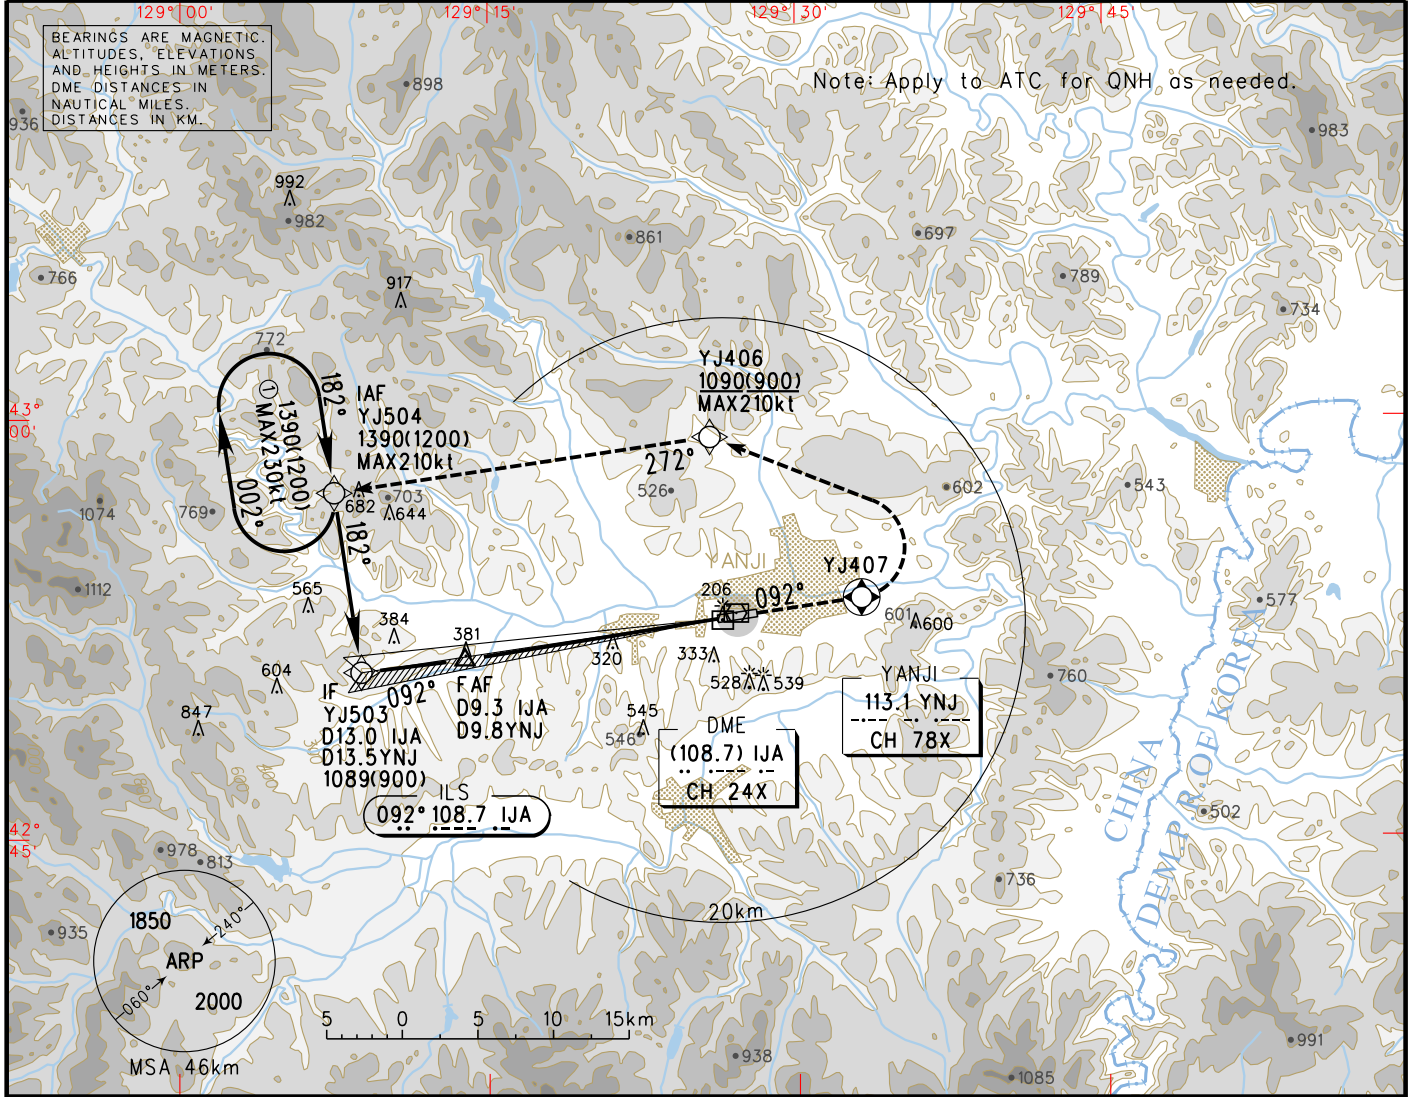 129° 00'
129° 15'
129° 30'
129° 45'
BEARINGS ARE MAGNETIC.
ALTITUDES, ELEVATIONS
AND HEIGHTS IN METERS.
DME DISTANCES IN
NAUTICAL MILES.
DISTANCES IN KM.
Note: Apply to ATC for QNH as needed.
898
936
983
992
982
861
697
766
917
789
734
772
182°
①
1390(1200)
MAX230kt
002°
IAF
YJ504
1390(1200)
MAX210kt
YJ406
1090(900)
MAX210kt
43°
00'
272°
526
602
543
682
703
644
1074
769
182°
YANJI
YJ407
1112
565
206
092°
577
384
381
601
600
320
333
604
528
539
760
092°
IF
YJ503
D13.0 IJA
D13.5YNJ
1089(900)
FAF
D9.3 IJA
D9.8YNJ
847
545
546
YANJI
113.1 YNJ
CH 78X
DME
(108.7) IJA
CH 24X
ILS
092° 108.7 IJA
600
400
CHINA
DEM.P.R.OF KOREA
502
42°
45'
978
813
736
935
1850
240°
ARP
060°
2000
MSA 46km
20km
5 0 5 10 15km
938
991
1085